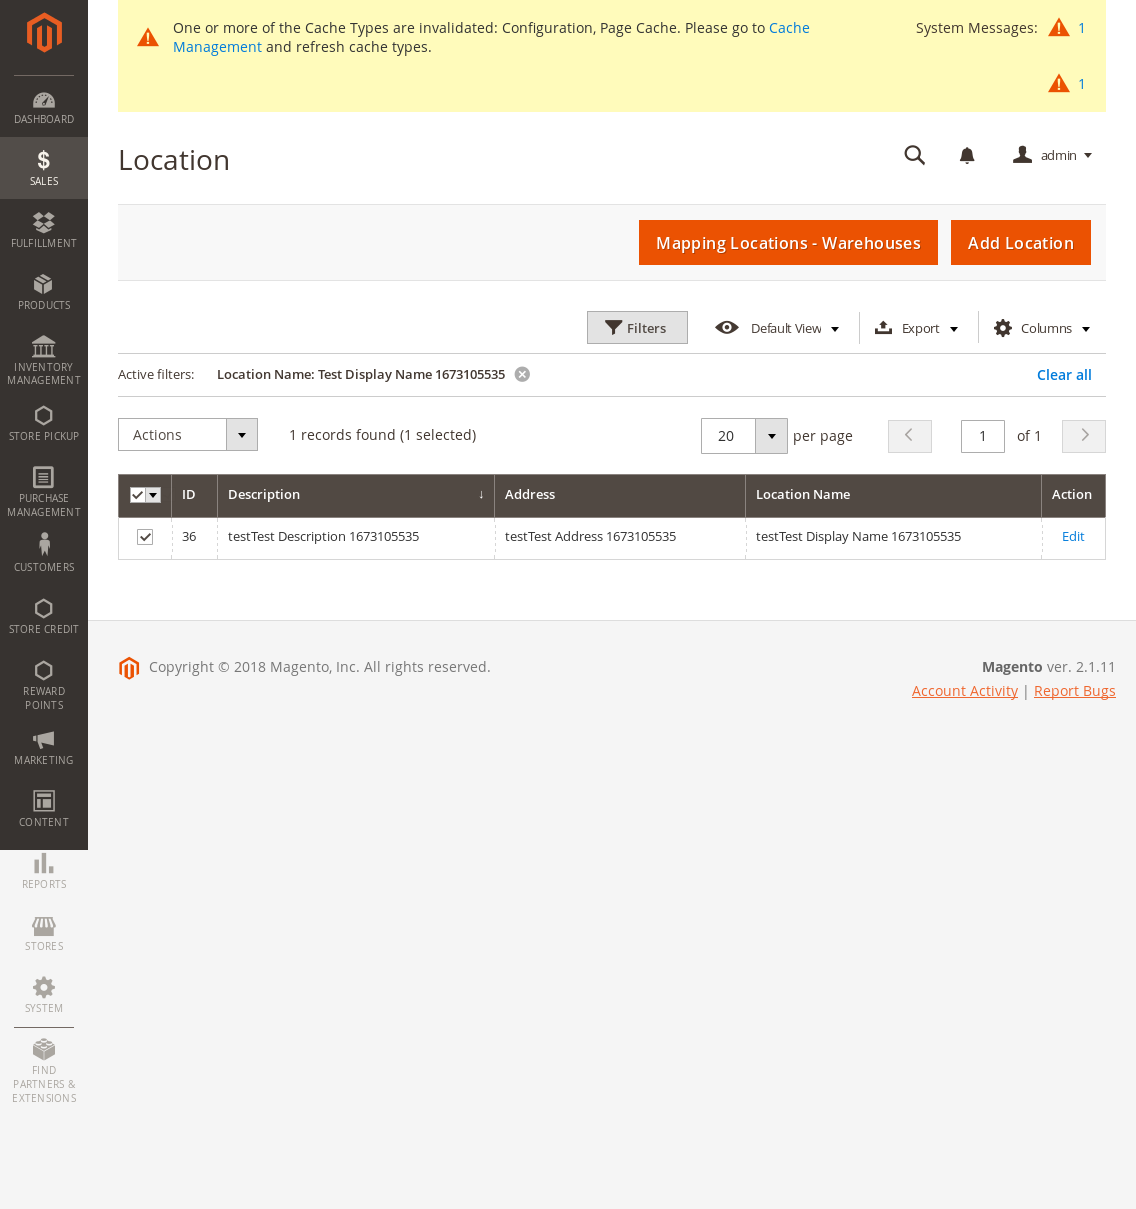 One or more of the Cache Types are invalidated: Configuration, Page Cache. Please go to Cache
Management and refresh cache types.
System Messages: 1
1
DASHBOARD
SALES
FULFILLMENT
PRODUCTS
INVENTORY
MANAGEMENT
STORE PICKUP
PURCHASE
MANAGEMENT
CUSTOMERS
STORE CREDIT
REWARD
POINTS
MARKETING
CONTENT
REPORTS
STORES
SYSTEM
FIND
PARTNERS &
EXTENSIONS
Location
admin
Mapping Locations - Warehouses
Add Location
Filters
Default View
Export
Columns
Active filters: Location Name: Test Display Name 1673105535
Clear all
Actions
1 records found (1 selected)
20 per page
1 of 1
ID Description ↓ Address Location Name Action
36 testTest Description 1673105535 testTest Address 1673105535 testTest Display Name 1673105535 Edit
Copyright © 2018 Magento, Inc. All rights reserved.
Magento ver. 2.1.11
Account Activity | Report Bugs